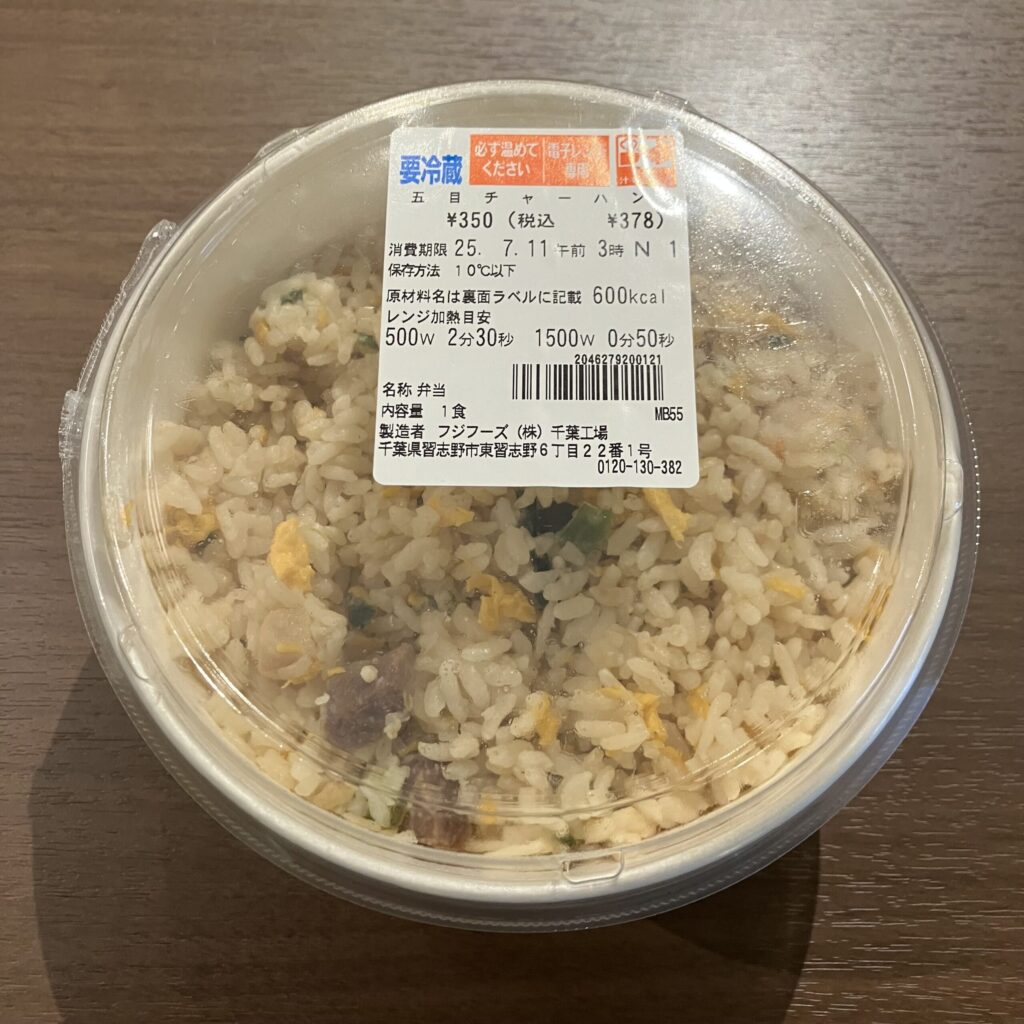 要冷蔵 必ず温めて 電子レンジ
ください 専用
五目チャーハン
¥350 (税込 ¥378)
消費期限 25. 7.11 午前 3時 N 1
保存方法 10℃以下
原材料名は裏面ラベルに記載 600kcal
レンジ加熱目安
500W 2分30秒 1500W 0分50秒
2046279200121
名称 弁当
内容量 1食 MB55
製造者 フジフーズ (株) 千葉工場
千葉県習志野市東習志野6丁目22番1号
0120-130-382